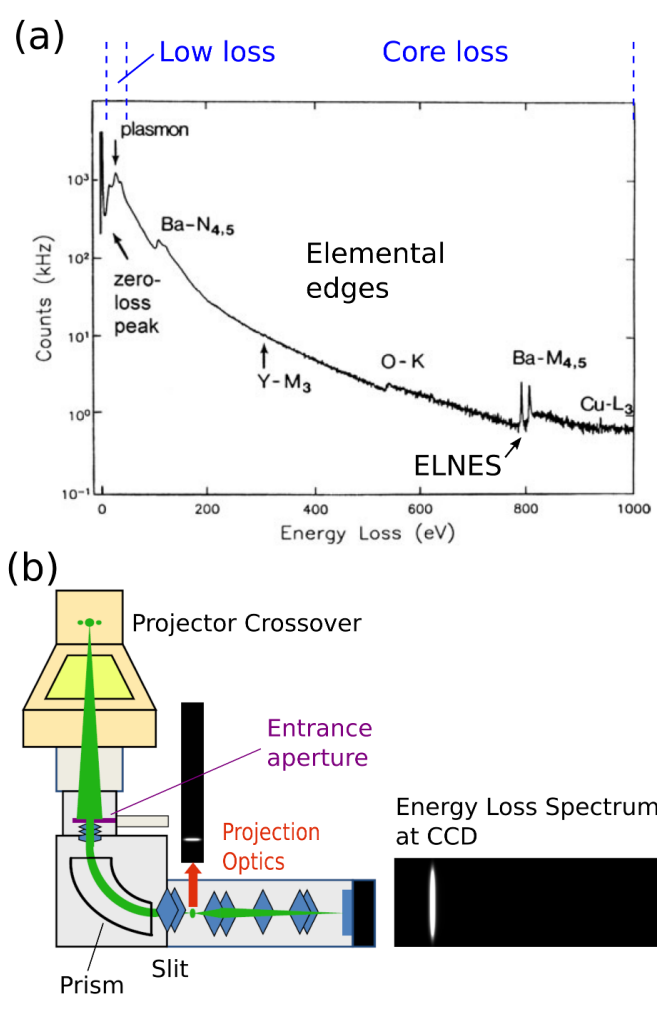 (a)
Low loss
Core loss
plasmon
10³
10²
10¹
10⁰
10⁻¹
Counts (kHz)
Ba-N₄,₅
zero-
loss
peak
Elemental
edges
Y-M₃
O-K
Ba-M₄,₅
Cu-L₃
ELNES
0
200
400
600
800
1000
Energy Loss (eV)
(b)
Projector Crossover
Entrance
aperture
Projection
Optics
Energy Loss Spectrum
at CCD
Slit
Prism